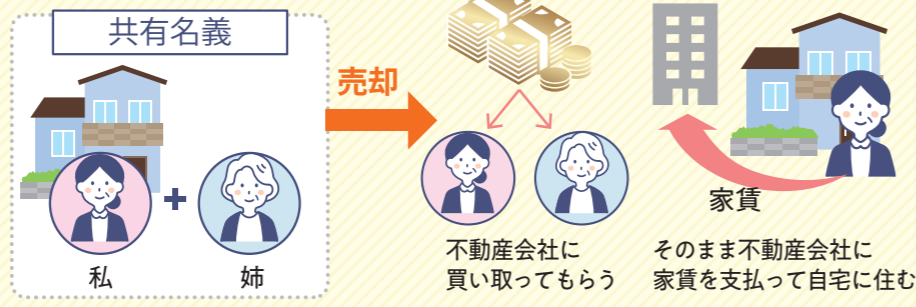 共有名義
私
姉
売却
不動産会社に
買い取ってもらう
家賃
そのまま不動産会社に
家賃を支払って自宅に住む